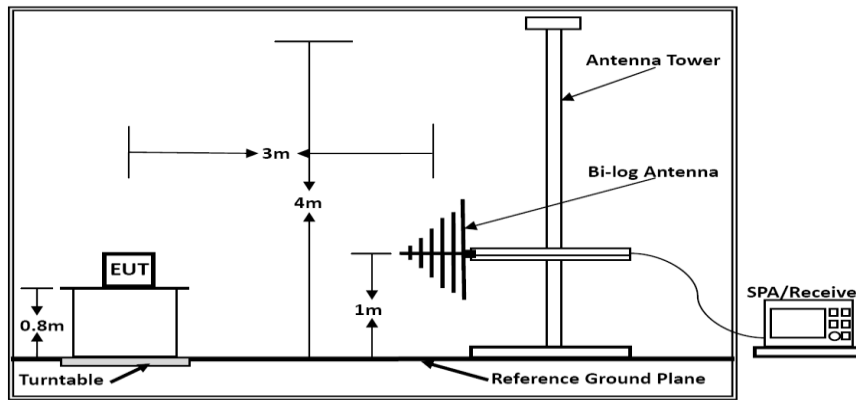 Antenna Tower
3m
Bi-log Antenna
4m
EUT
1m
0.8m
SPA/Receive
Turntable
Reference Ground Plane